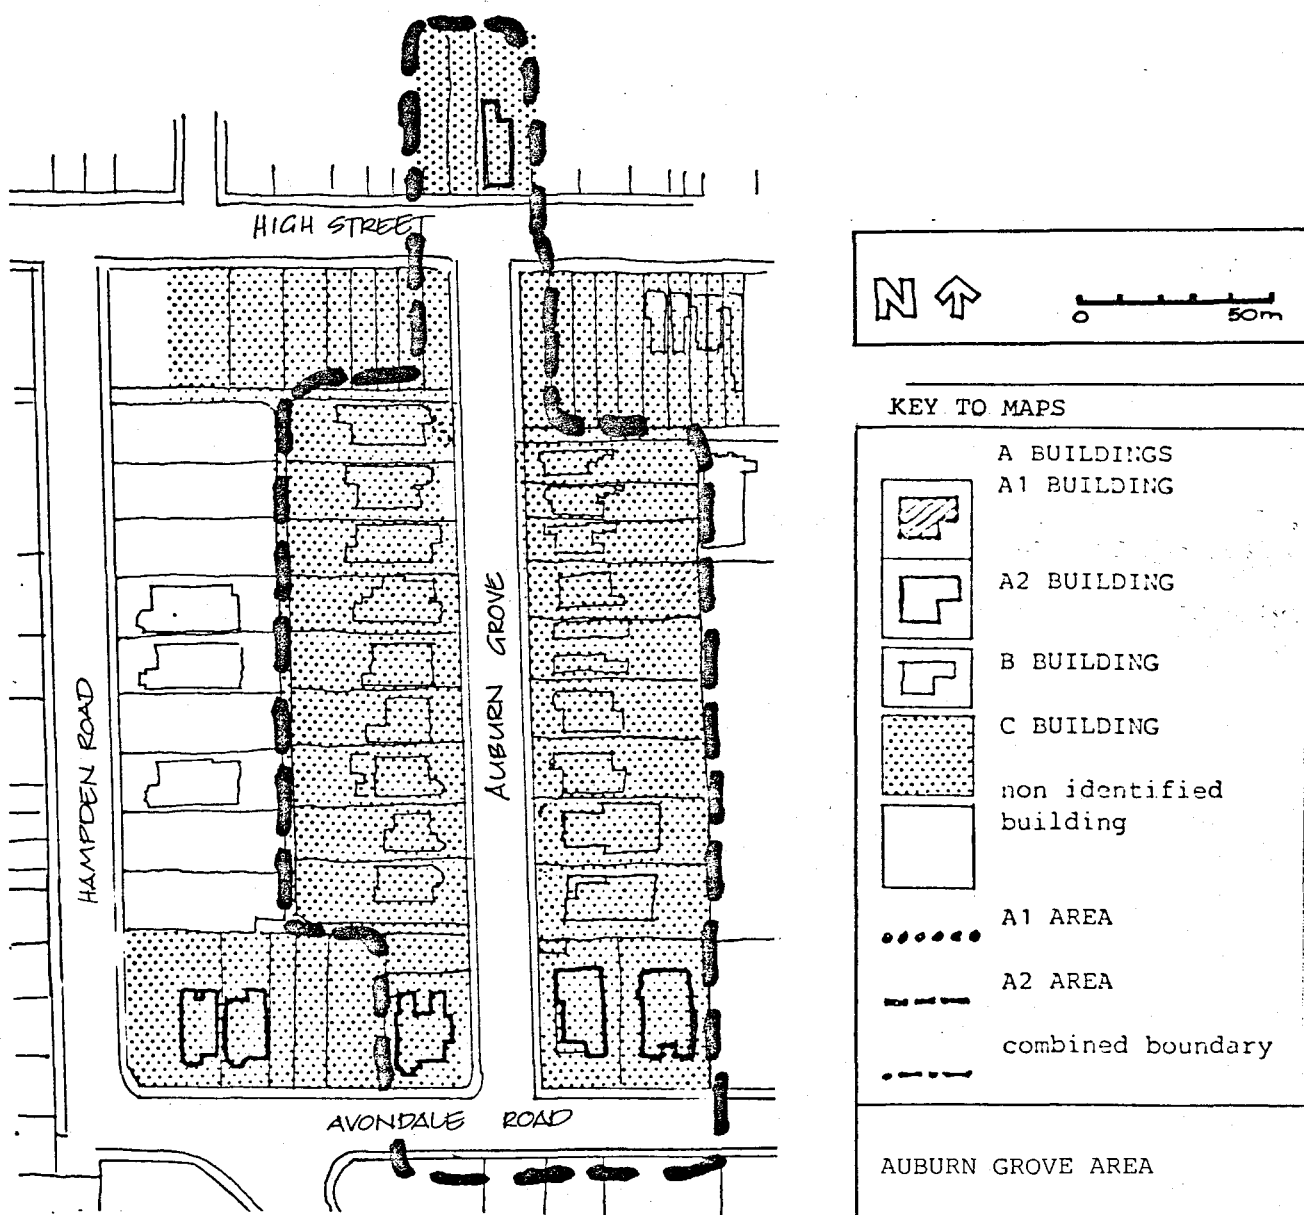 HIGH STREET
HAMPDEN ROAD
AUBURN GROVE
AVONDALE ROAD
N
0 50m
KEY TO MAPS
A BUILDINGS
A1 BUILDING
A2 BUILDING
B BUILDING
C BUILDING
non identified
building
A1 AREA
A2 AREA
combined boundary
AUBURN GROVE AREA